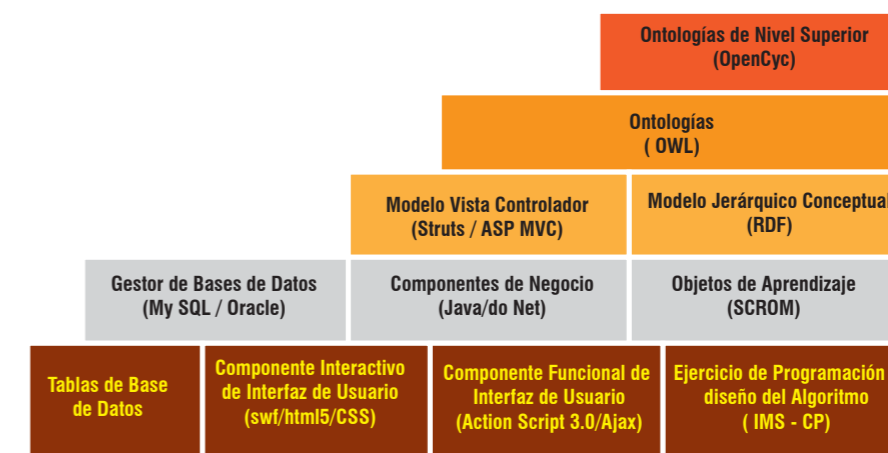 Ontologías de Nivel Superior
(OpenCyc)
Ontologías
( OWL)
Modelo Vista Controlador
(Struts / ASP MVC)
Modelo Jerárquico Conceptual
(RDF)
Gestor de Bases de Datos
(My SQL / Oracle)
Componentes de Negocio
(Java/do Net)
Objetos de Aprendizaje
(SCROM)
Tablas de Base
de Datos
Componente Interactivo
de Interfaz de Usuario
(swf/html5/CSS)
Componente Funcional de
Interfaz de Usuario
(Action Script 3.0/Ajax)
Ejercicio de Programación
diseño del Algoritmo
( IMS - CP)